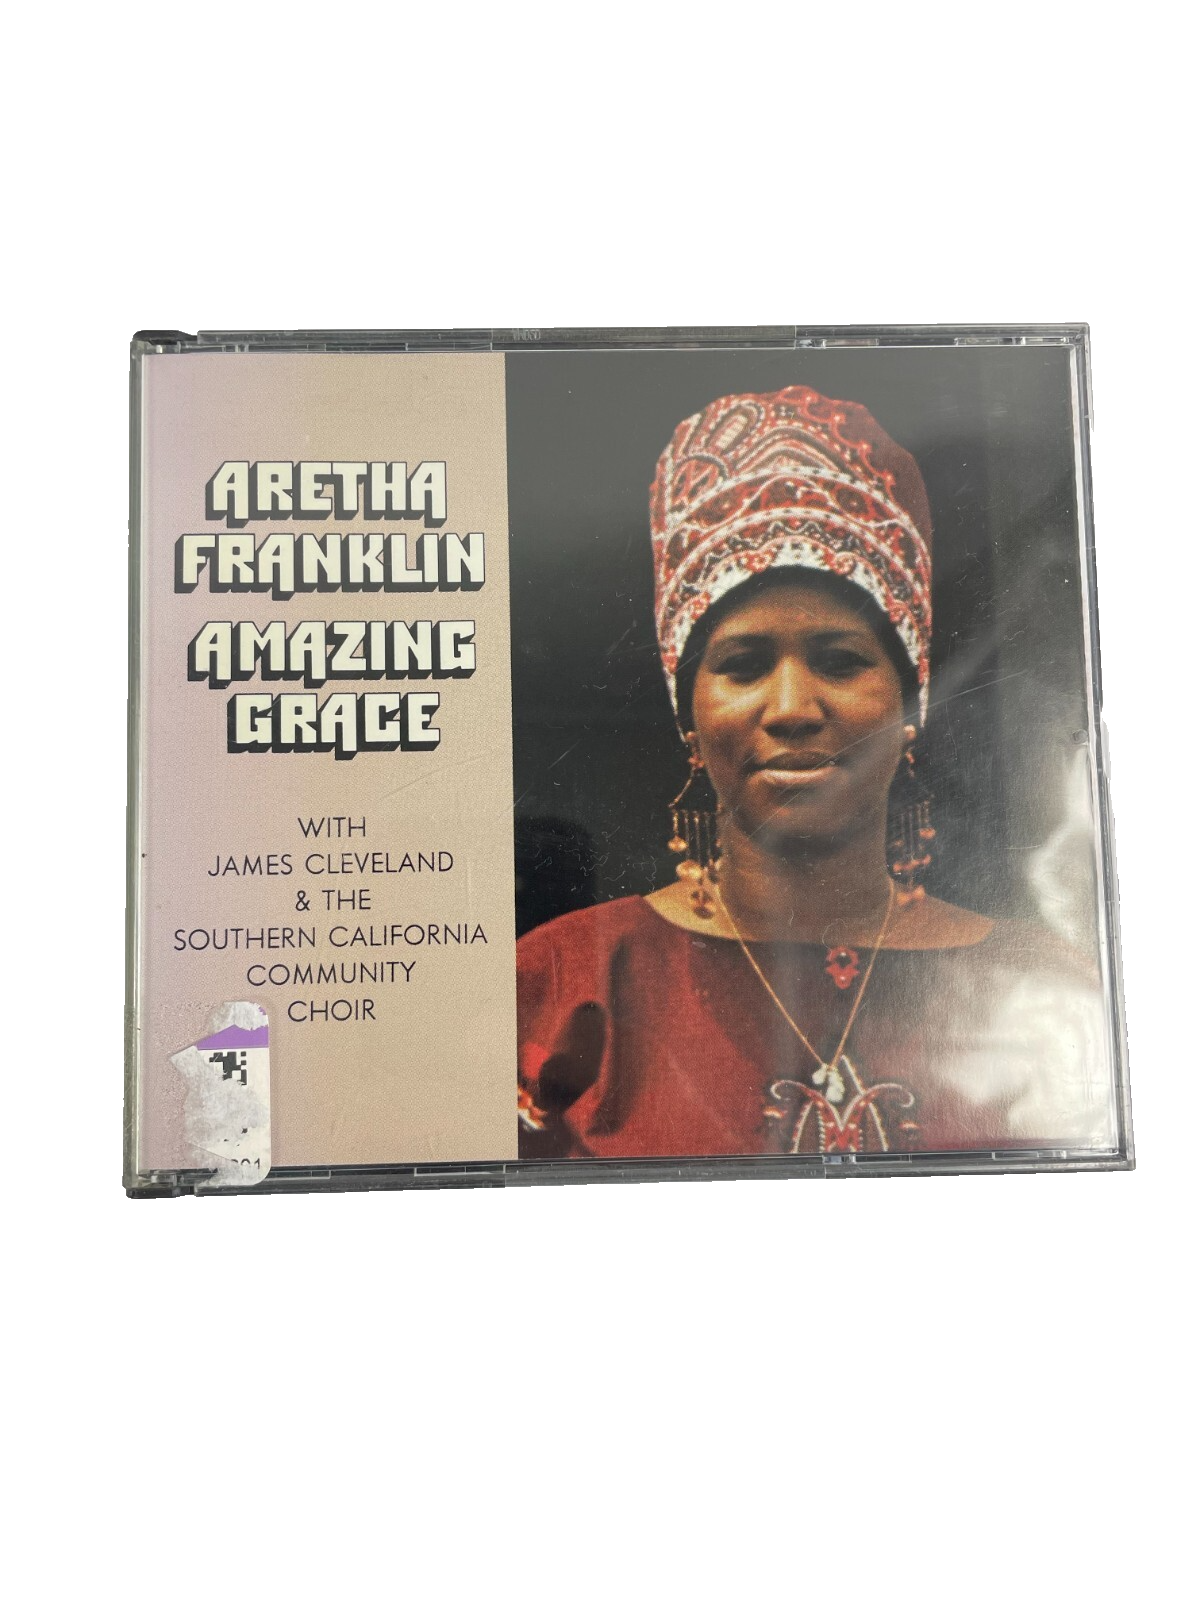 ARETHA
FRANKLIN
AMAZING
GRACE
WITH
JAMES CLEVELAND
& THE
SOUTHERN CALIFORNIA
COMMUNITY
CHOIR